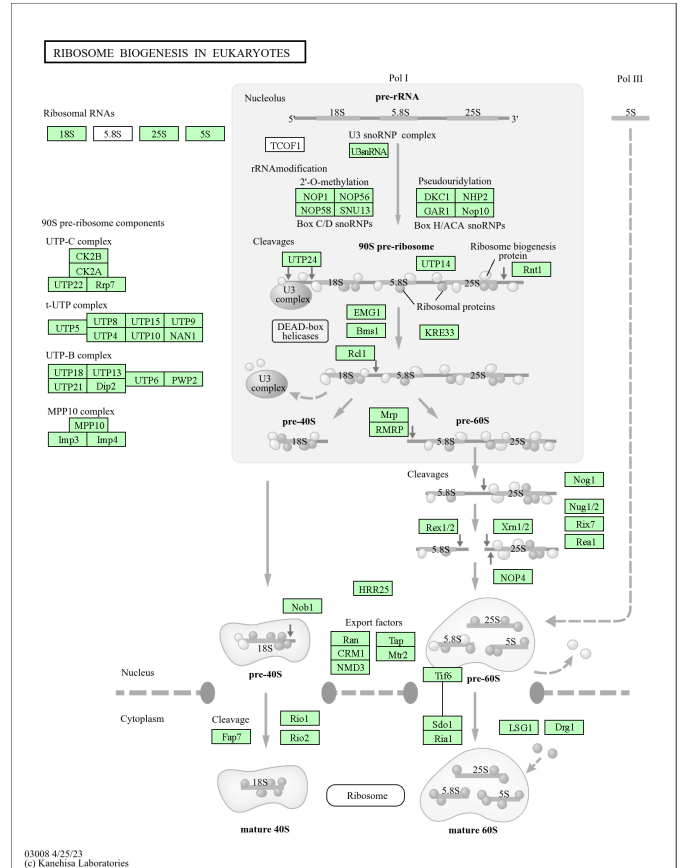 RIBOSOME BIOGENESIS IN EUKARYOTES
Pol I
Pol III
Nucleolus
pre-rRNA
Ribosomal RNAs
18S
5.8S
25S
5S
5'
18S
5.8S
25S
3'
5S
U3 snoRNP complex
TCOF1
U3snRNA
rRNAmodification
2'-O-methylation
Pseudouridylation
NOP1 NOP56
NOP58 SNU13
DKC1 NHP2
GAR1 Nop10
Box C/D snoRNPs
Box H/ACA snoRNPs
90S pre-ribosome components
UTP-C complex
CK2B
CK2A
UTP22 Rrp7
t-UTP complex
UTP5
UTP8 UTP15 UTP9
UTP4 UTP10 NAN1
UTP-B complex
UTP18 UTP13
UTP21 Dip2
UTP6 PWP2
MPP10 complex
MPP10
Imp3 Imp4
Cleavages
90S pre-ribosome
Ribosome biogenesis
protein
UTP24
UTP14
Rnt1
18S
5.8S
25S
U3
complex
Ribosomal proteins
EMG1
DEAD-box
helicases
Bms1
KRE33
Rcl1
18S
5.8S
25S
U3
complex
pre-40S
Mrp
RMRP
pre-60S
18S
5.8S
25S
Cleavages
Nog1
5.8S
25S
Nug1/2
Rex1/2
Xrn1/2
Rix7
Rea1
5.8S
25S
NOP4
HRR25
Nob1
Export factors
25S
Ran
CRM1
NMD3
Tap
Mtr2
5.8S
5S
18S
pre-40S
pre-60S
Nucleus
Tif6
Cytoplasm
Cleavage
Fap7
Rio1
Rio2
Sdo1
Ria1
LSG1
Drg1
18S
Ribosome
25S
5.8S
5S
mature 40S
mature 60S
03008 4/25/23
(c) Kanehisa Laboratories